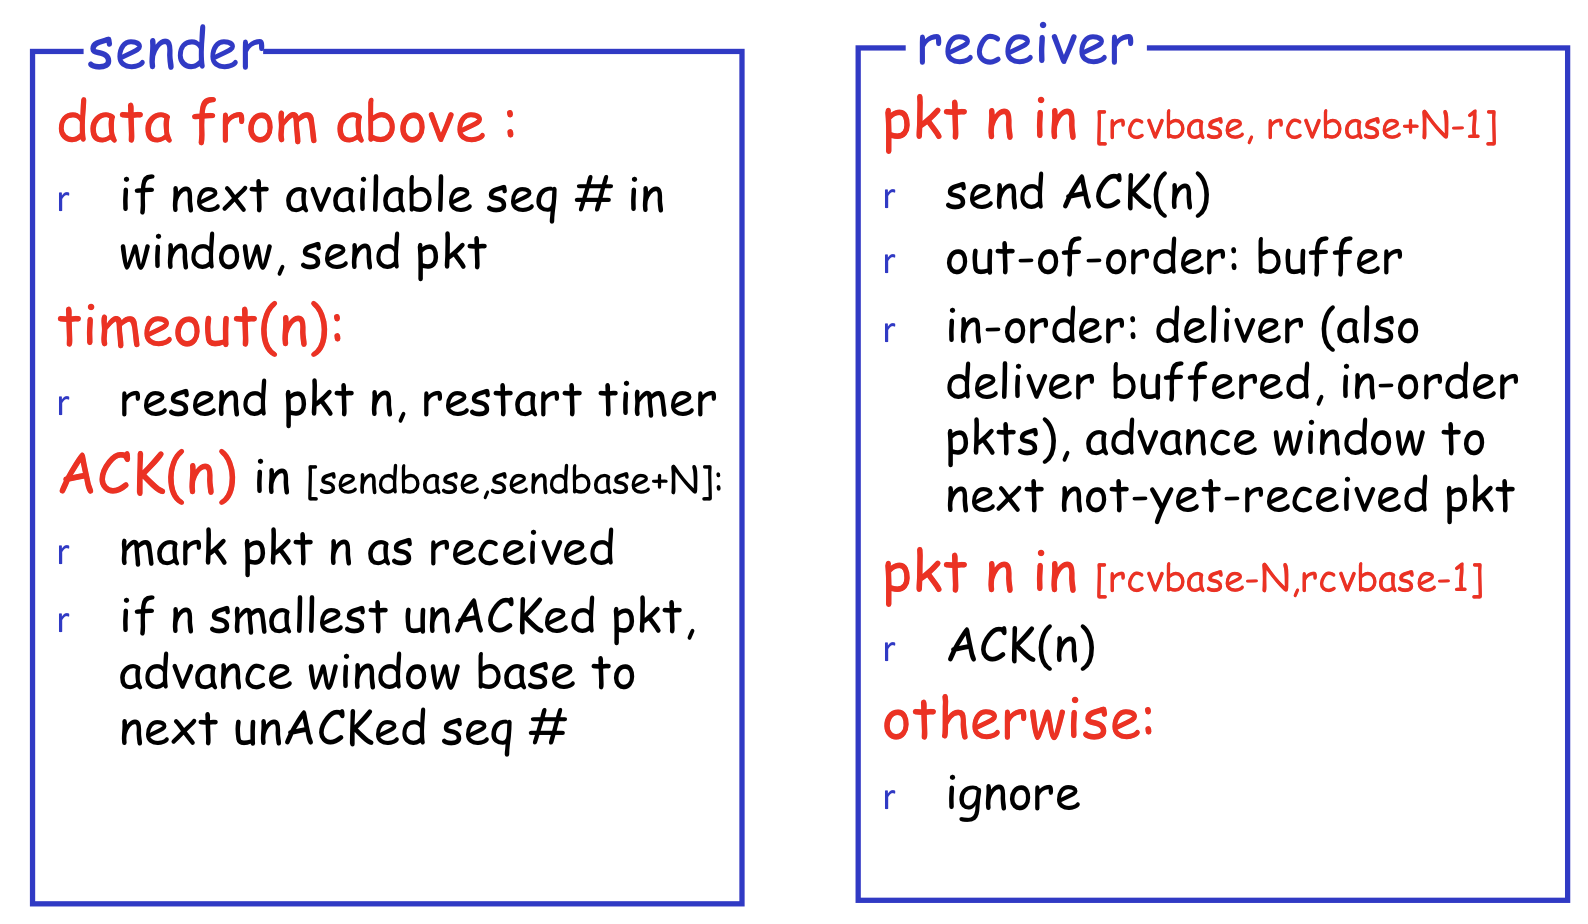 sender
data from above :
r if next available seq # in
window, send pkt
timeout(n):
r resend pkt n, restart timer
ACK(n) in [sendbase,sendbase+N]:
r mark pkt n as received
r if n smallest unACKed pkt,
advance window base to
next unACKed seq #
receiver
pkt n in [rcvbase, rcvbase+N-1]
r send ACK(n)
r out-of-order: buffer
r in-order: deliver (also
deliver buffered, in-order
pkts), advance window to
next not-yet-received pkt
pkt n in [rcvbase-N,rcvbase-1]
r ACK(n)
otherwise:
r ignore